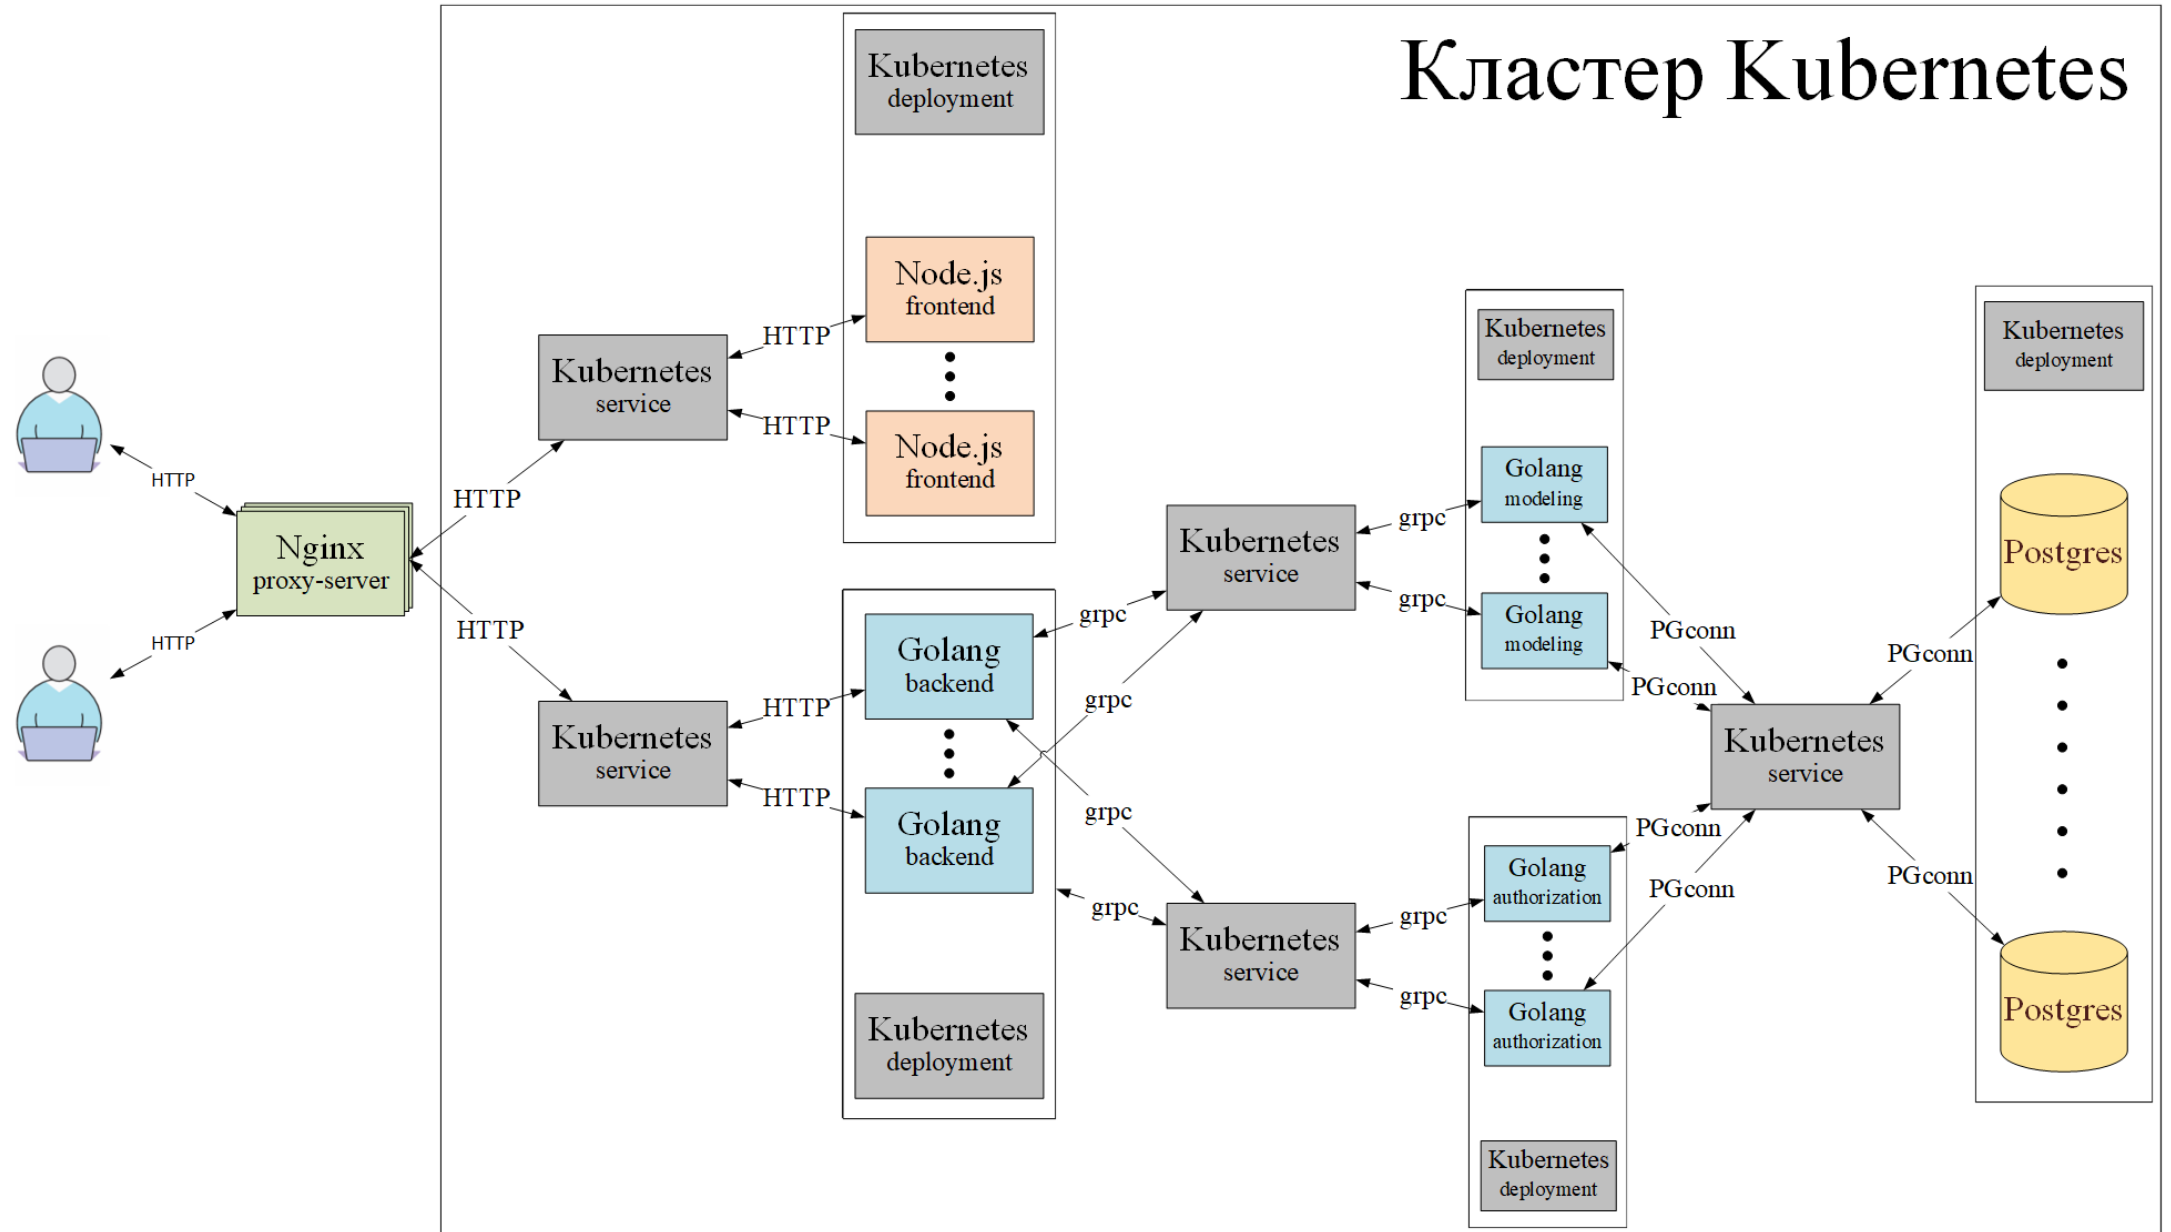 Кластер Kubernetes
Kubernetes
deployment
Node.js
frontend
Node.js
frontend
HTTP
HTTP
Kubernetes
service
HTTP
HTTP
Nginx
proxy-server
HTTP
HTTP
Kubernetes
service
HTTP
HTTP
Golang
backend
Golang
backend
Kubernetes
deployment
grpc
grpc
grpc
grpc
Kubernetes
service
Kubernetes
service
grpc
grpc
grpc
grpc
Kubernetes
deployment
Golang
modeling
Golang
modeling
Golang
authorization
Golang
authorization
Kubernetes
deployment
PGconn
PGconn
PGconn
PGconn
Kubernetes
service
PGconn
PGconn
Kubernetes
deployment
Postgres
Postgres